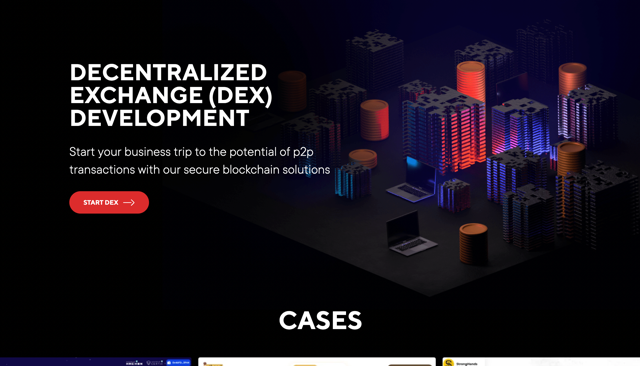 DECENTRALIZED
EXCHANGE (DEX)
DEVELOPMENT
Start your business trip to the potential of p2p
transactions with our secure blockchain solutions
START DEX
CASES